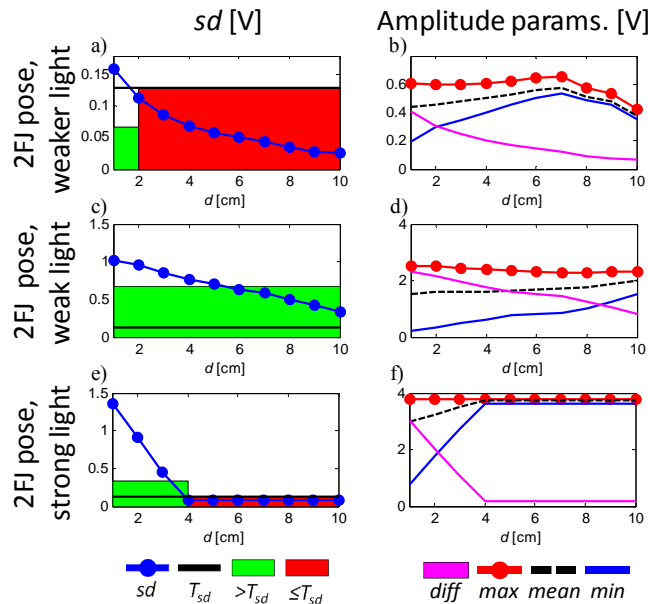 sd [V] Amplitude params. [V]
a) b)
2FJ pose, weaker light
0.15
0.1
0.05
0
2 4 6 8 10
d [cm]
0.6
0.4
0.2
0
2 4 6 8 10
d [cm]
c) d)
2FJ pose, weak light
1.5
1
0.5
0
2 4 6 8 10
d [cm]
4
2
0
2 4 6 8 10
d [cm]
e) f)
2FJ pose, strong light
1.5
1
0.5
0
2 4 6 8 10
d [cm]
4
2
0
2 4 6 8 10
d [cm]
sd Tsd >Tsd ≤Tsd diff max mean min